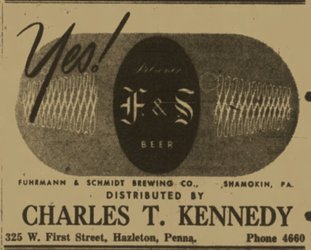 Yes!
Pilsener
F. & S
BEER
FUHRMANN & SCHMIDT BREWING CO., SHAMOKIN, PA.
DISTRIBUTED BY
CHARLES T. KENNEDY
325 W. First Street, Hazleton, Penna. Phone 4660